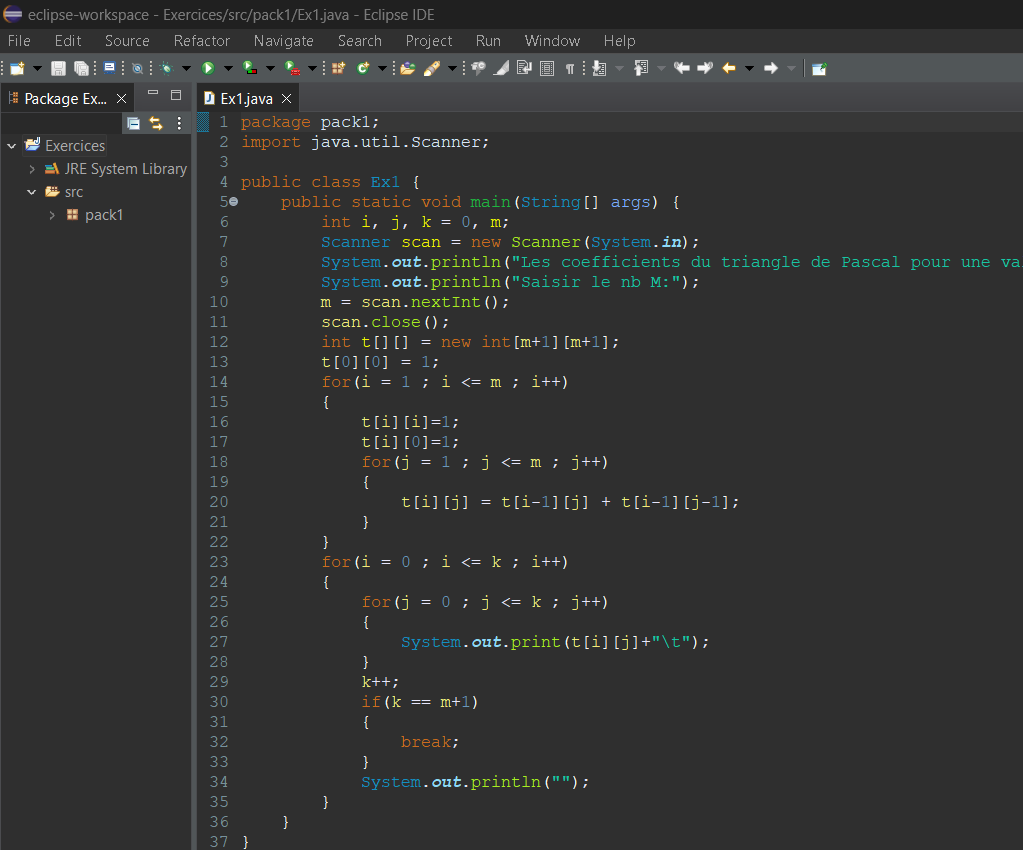 eclipse-workspace - Exercices/src/pack1/Ex1.java - Eclipse IDE
File Edit Source Refactor Navigate Search Project Run Window Help
Package Ex...
Ex1.java
Exercices
JRE System Library
src
pack1
1 package pack1;
2 import java.util.Scanner;
3
4 public class Ex1 {
5 public static void main(String[] args) {
6 int i, j, k = 0, m;
7 Scanner scan = new Scanner(System.in);
8 System.out.println("Les coefficients du triangle de Pascal pour une va
9 System.out.println("Saisir le nb M:");
10 m = scan.nextInt();
11 scan.close();
12 int t[][] = new int[m+1][m+1];
13 t[0][0] = 1;
14 for(i = 1 ; i <= m ; i++)
15 {
16 t[i][i]=1;
17 t[i][0]=1;
18 for(j = 1 ; j <= m ; j++)
19 {
20 t[i][j] = t[i-1][j] + t[i-1][j-1];
21 }
22 }
23 for(i = 0 ; i <= k ; i++)
24 {
25 for(j = 0 ; j <= k ; j++)
26 {
27 System.out.print(t[i][j]+"\t");
28 }
29 k++;
30 if(k == m+1)
31 {
32 break;
33 }
34 System.out.println("");
35 }
36 }
37 }